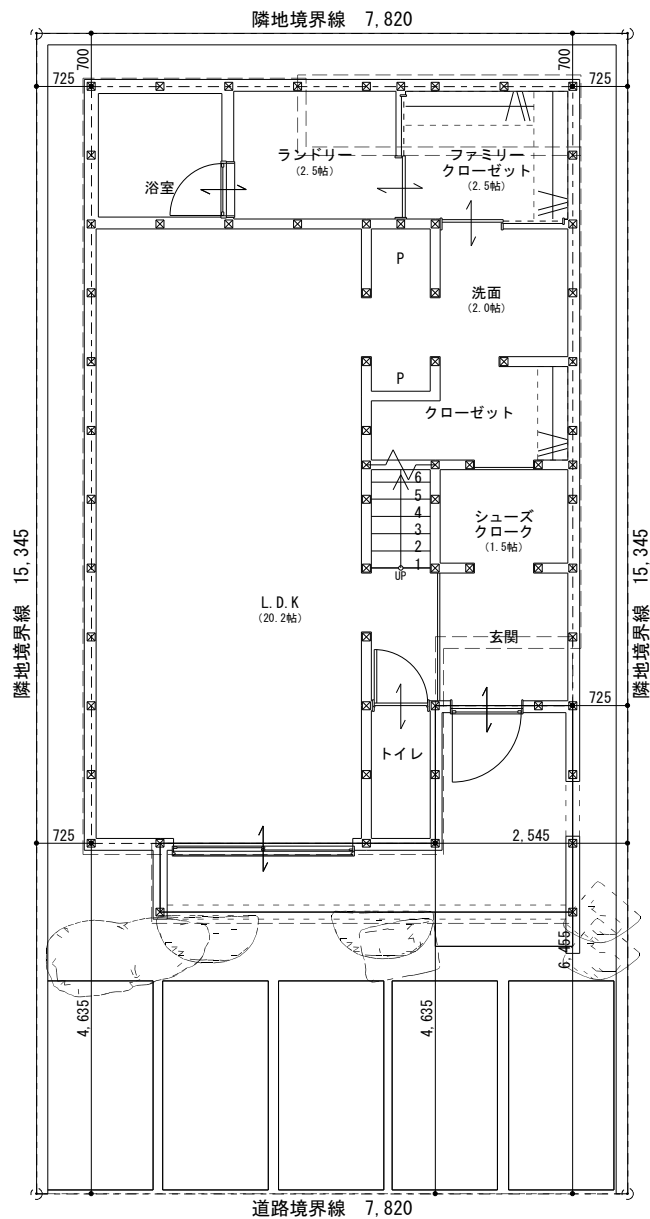 隣地境界線 7,820
700
700
725
725
ランドリー
(2.5帖)
ファミリー
クローゼット
(2.5帖)
浴室
P
洗面
(2.0帖)
P
クローゼット
6
5
4
3
2
1
UP
シューズ
クローク
(1.5帖)
隣地境界線 15,345
隣地境界線 15,345
L.D.K
(20.2帖)
玄関
725
トイレ
725
2,545
6,455
4,635
4,635
道路境界線 7,820